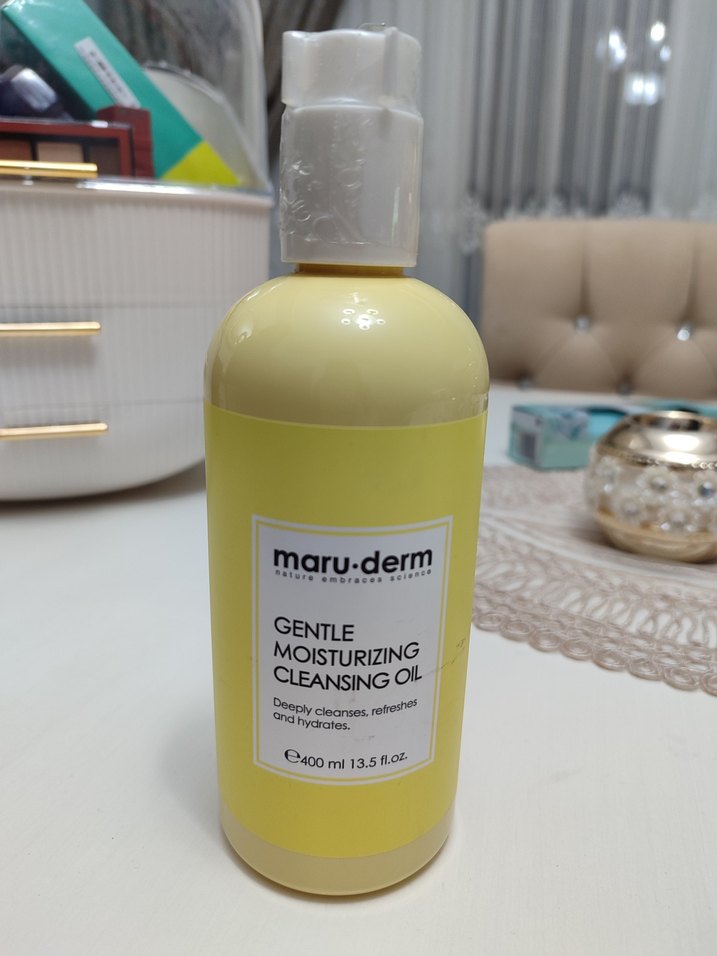 maru·derm
nature embraces science
GENTLE
MOISTURIZING
CLEANSING OIL
Deeply cleanses, refreshes
and hydrates.
℮400 ml 13.5 fl.oz.